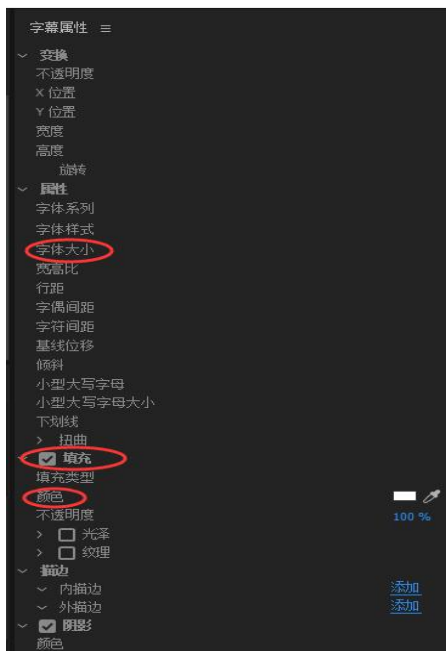 字幕属性
变换
不透明度
X 位置
Y 位置
宽度
高度
旋转
属性
字体系列
字体样式
字体大小
宽高比
行距
字偶间距
字符间距
基线位移
倾斜
小型大写字母
小型大写字母大小
下划线
扭曲
填充
填充类型
颜色
不透明度 100 %
光泽
纹理
描边
内描边 添加
外描边 添加
阴影
颜色